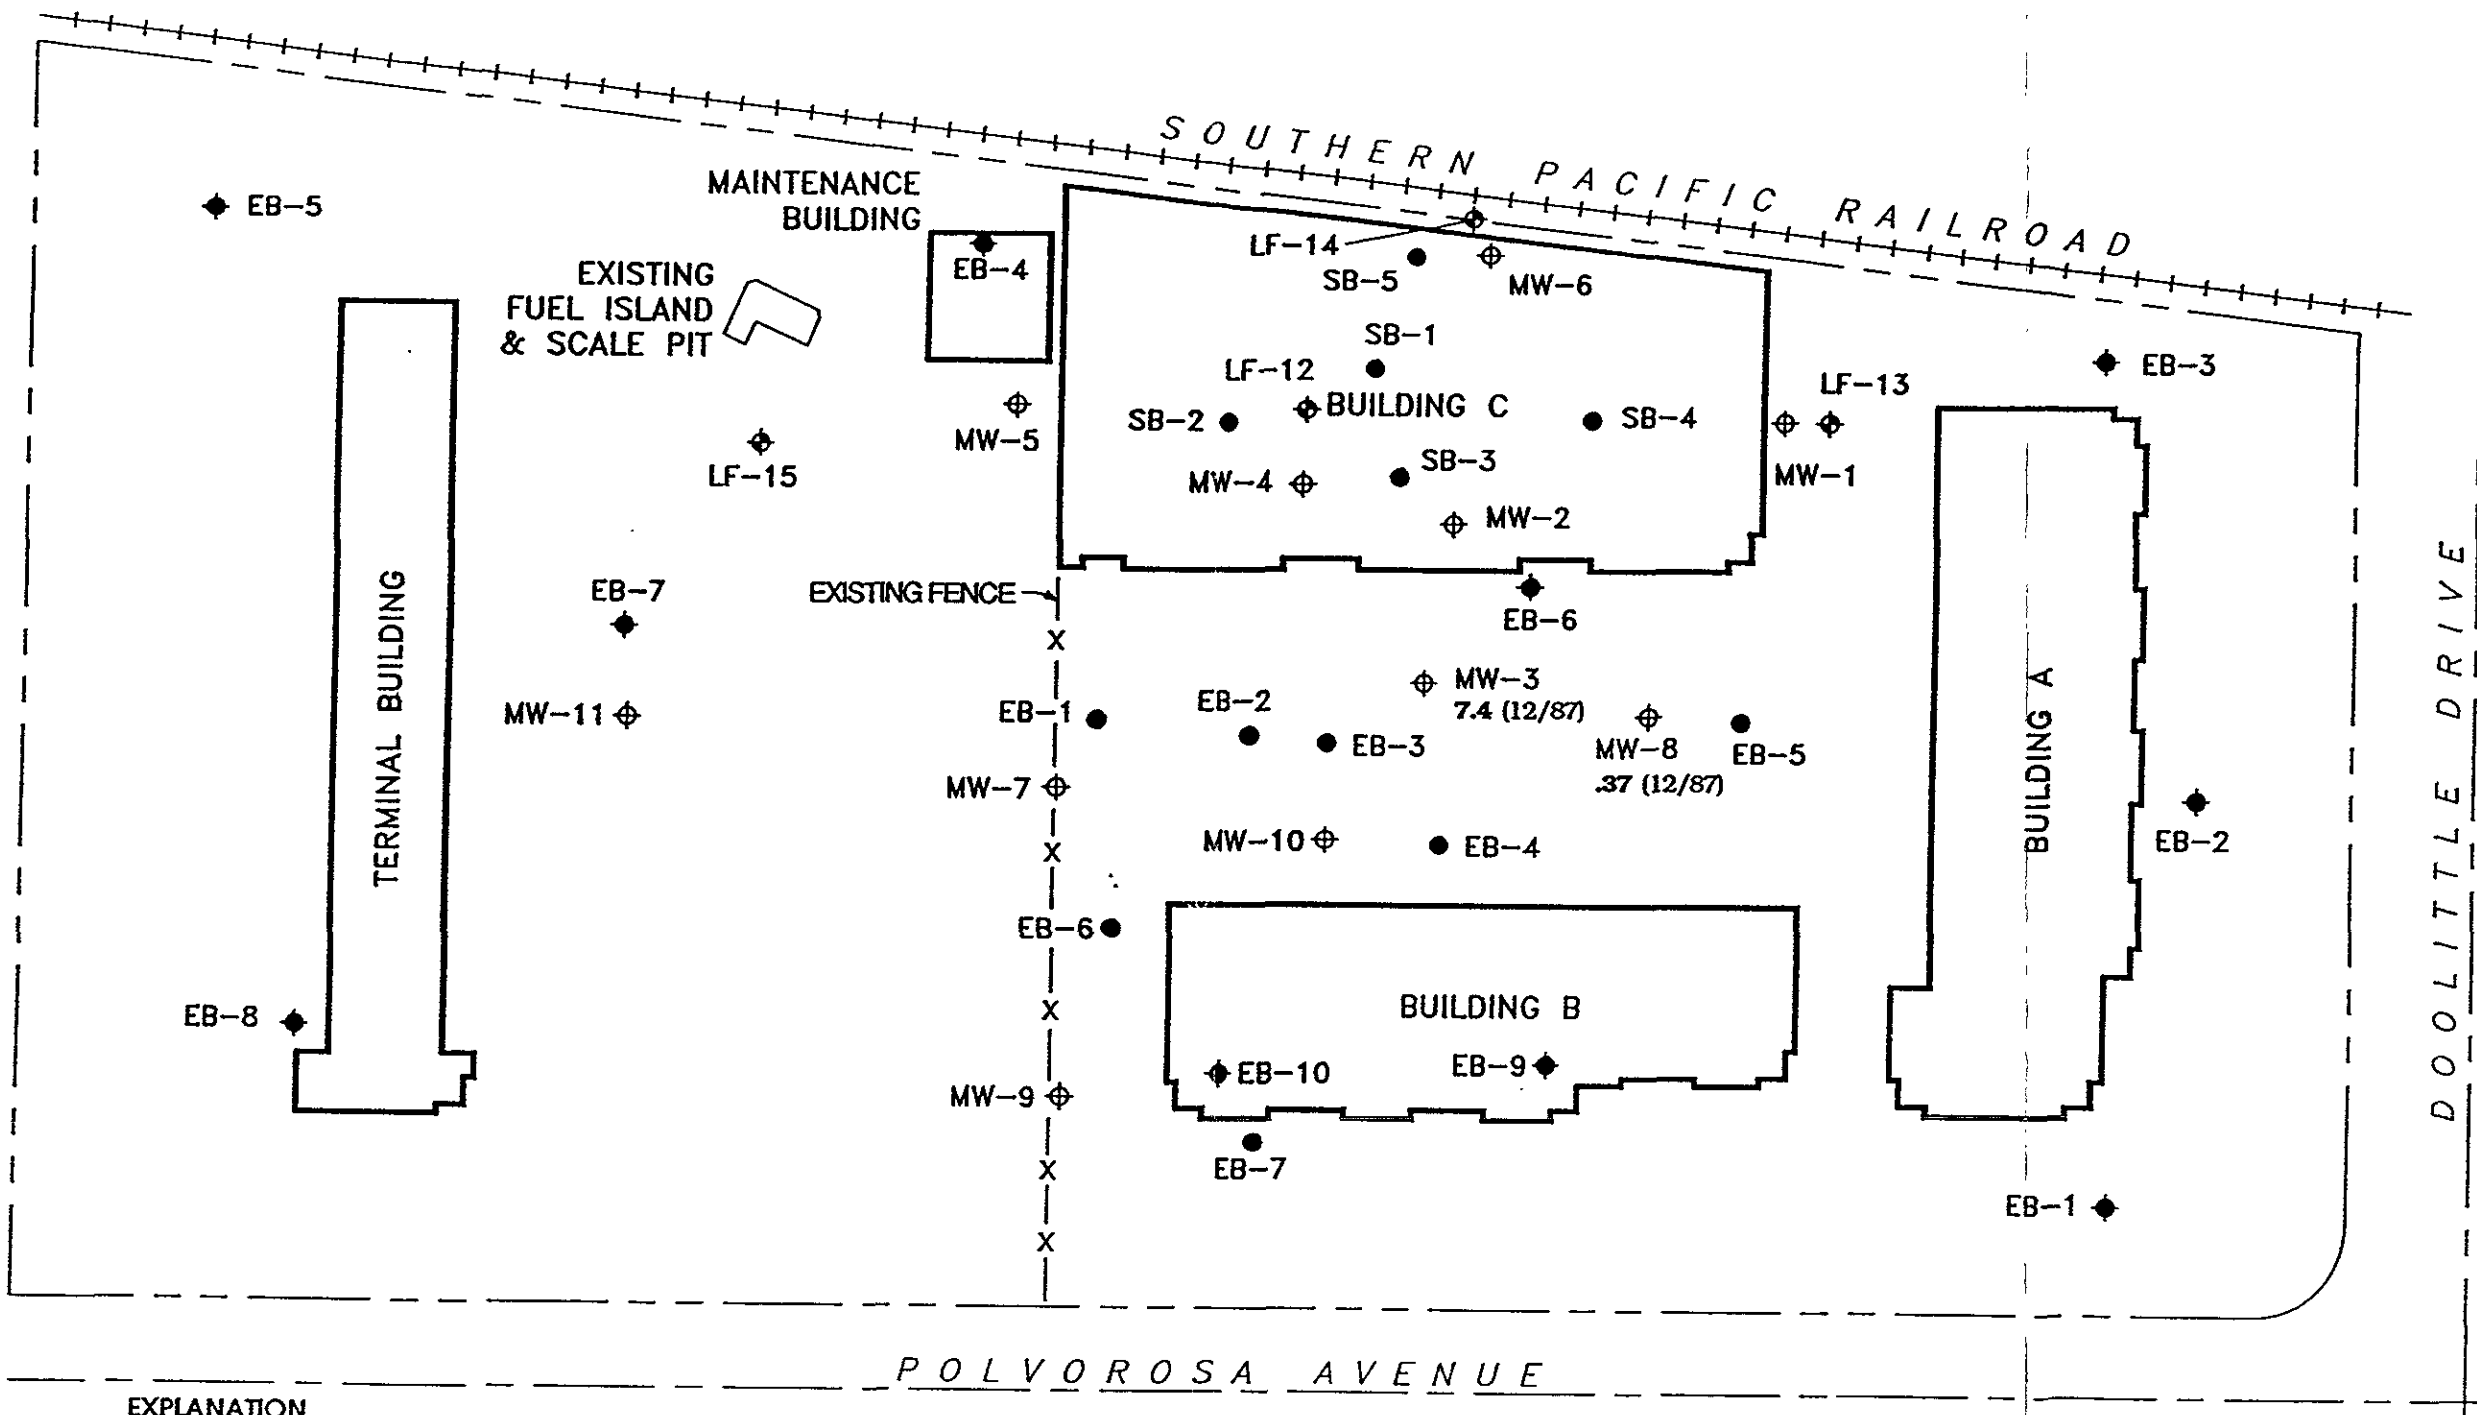 SOUTHERN PACIFIC RAILROAD
MAINTENANCE
BUILDING
EB-5
EB-4
EXISTING
FUEL ISLAND
& SCALE PIT
LF-14
SB-5
MW-6
SB-1
LF-12
BUILDING C
SB-2
SB-4
LF-13
EB-3
MW-5
LF-15
SB-3
MW-4
MW-1
MW-2
EXISTING FENCE
X
EB-7
EB-6
TERMINAL BUILDING
MW-11
MW-3
7.4 (12/87)
EB-1
EB-2
EB-3
MW-8
.37 (12/87)
EB-5
BUILDING A
DOOLITTLE DRIVE
MW-7
MW-10
EB-4
EB-2
X
EB-6
BUILDING B
EB-8
X
EB-10
EB-9
MW-9
EB-7
X
EB-1
X
POLVOROSA AVENUE
EXPLANATION